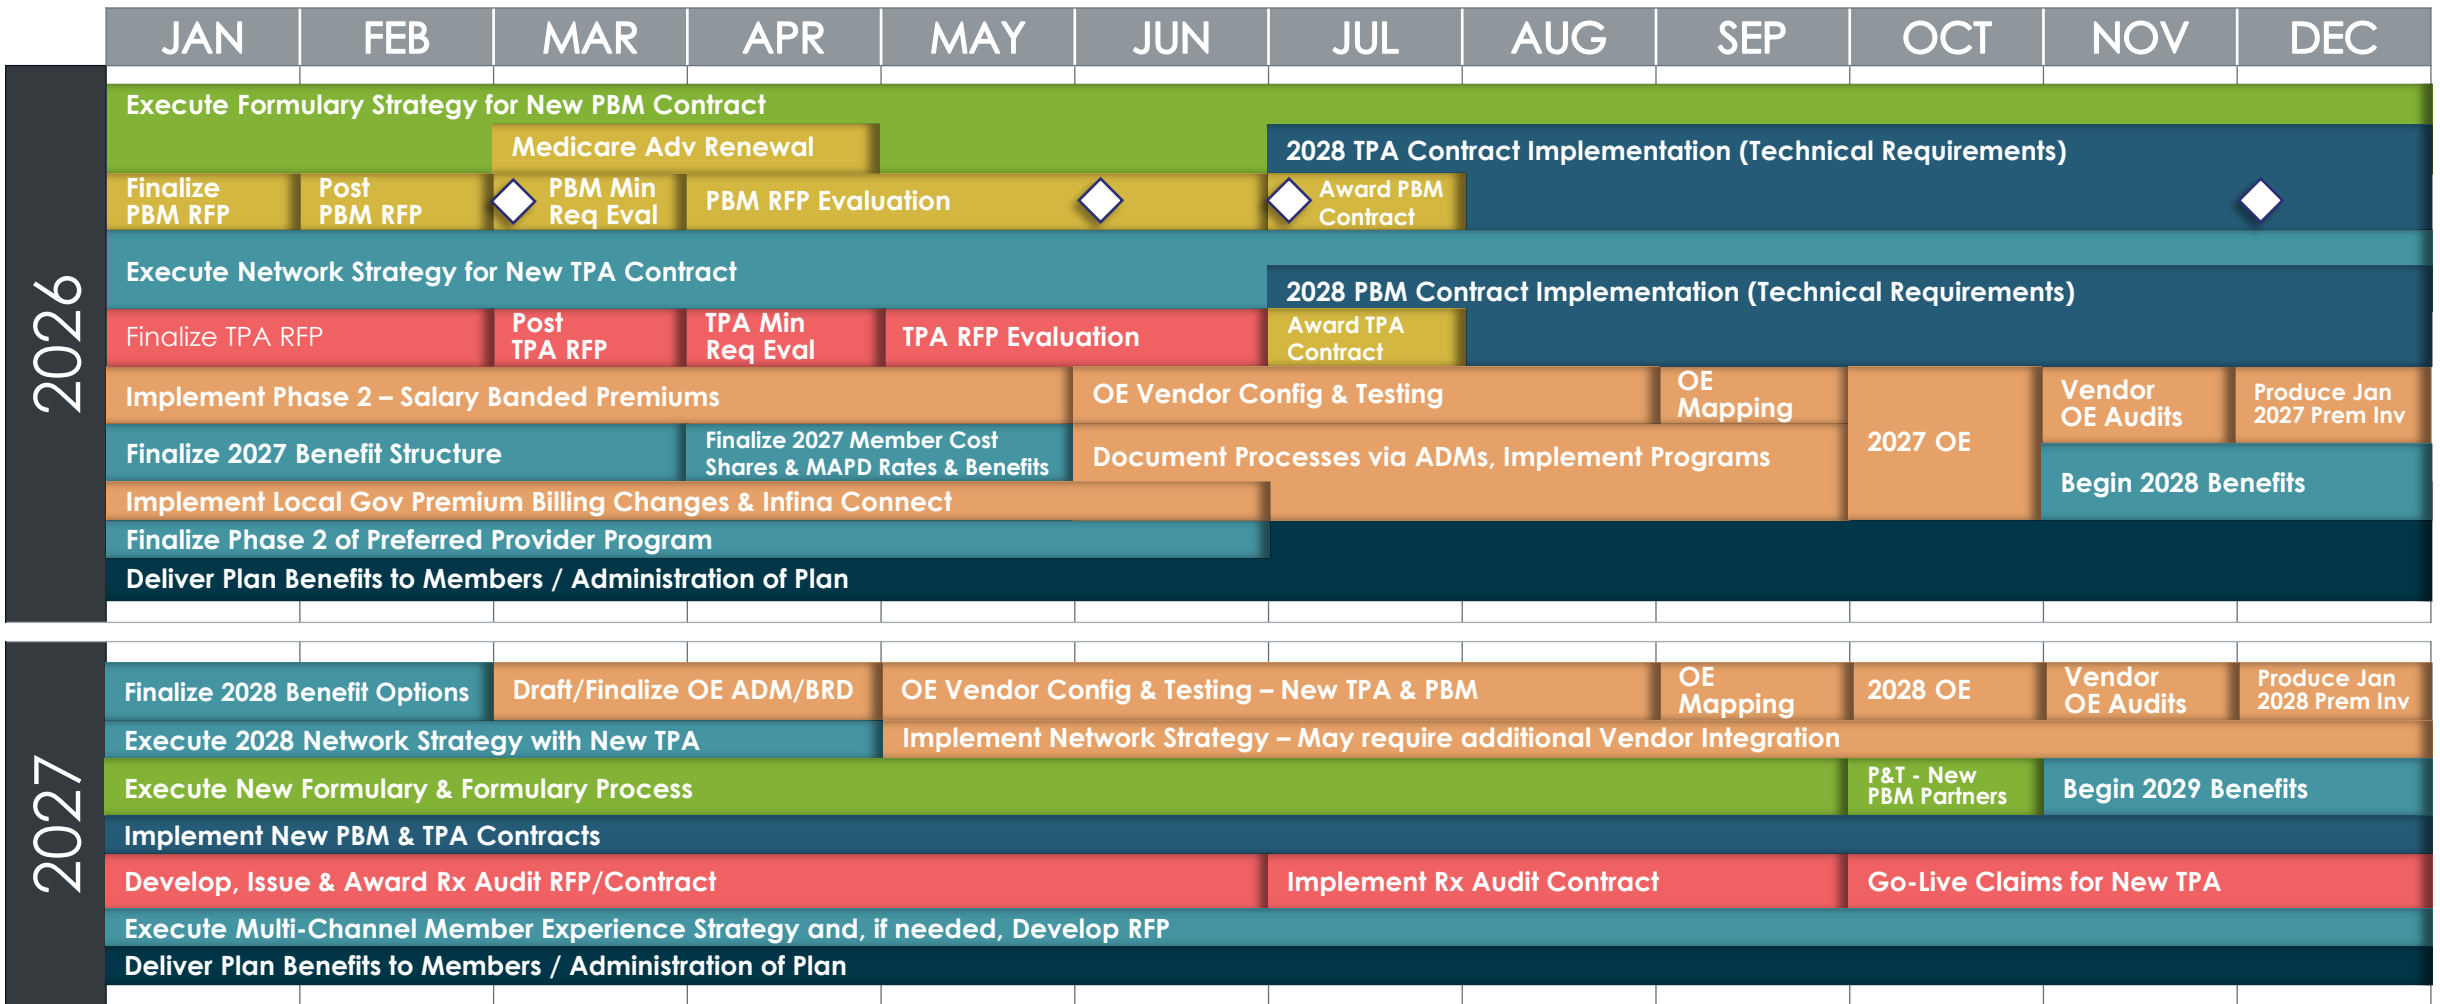 JAN FEB MAR APR MAY JUN JUL AUG SEP OCT NOV DEC
2026
Execute Formulary Strategy for New PBM Contract
Medicare Adv Renewal
2028 TPA Contract Implementation (Technical Requirements)
Finalize
PBM RFP
Post
PBM RFP
PBM Min
Req Eval
PBM RFP Evaluation
Award PBM
Contract
Execute Network Strategy for New TPA Contract
2028 PBM Contract Implementation (Technical Requirements)
Finalize TPA RFP
Post
TPA RFP
TPA Min
Req Eval
TPA RFP Evaluation
Award TPA
Contract
Implement Phase 2 – Salary Banded Premiums
OE Vendor Config & Testing
OE
Mapping
2027 OE
Vendor
OE Audits
Produce Jan
2027 Prem Inv
Finalize 2027 Benefit Structure
Finalize 2027 Member Cost
Shares & MAPD Rates & Benefits
Document Processes via ADMs, Implement Programs
Begin 2028 Benefits
Implement Local Gov Premium Billing Changes & Infina Connect
Finalize Phase 2 of Preferred Provider Program
Deliver Plan Benefits to Members / Administration of Plan
2027
Finalize 2028 Benefit Options
Draft/Finalize OE ADM/BRD
OE Vendor Config & Testing – New TPA & PBM
OE
Mapping
2028 OE
Vendor
OE Audits
Produce Jan
2028 Prem Inv
Execute 2028 Network Strategy with New TPA
Implement Network Strategy – May require additional Vendor Integration
Execute New Formulary & Formulary Process
P&T - New
PBM Partners
Begin 2029 Benefits
Implement New PBM & TPA Contracts
Develop, Issue & Award Rx Audit RFP/Contract
Implement Rx Audit Contract
Go-Live Claims for New TPA
Execute Multi-Channel Member Experience Strategy and, if needed, Develop RFP
Deliver Plan Benefits to Members / Administration of Plan